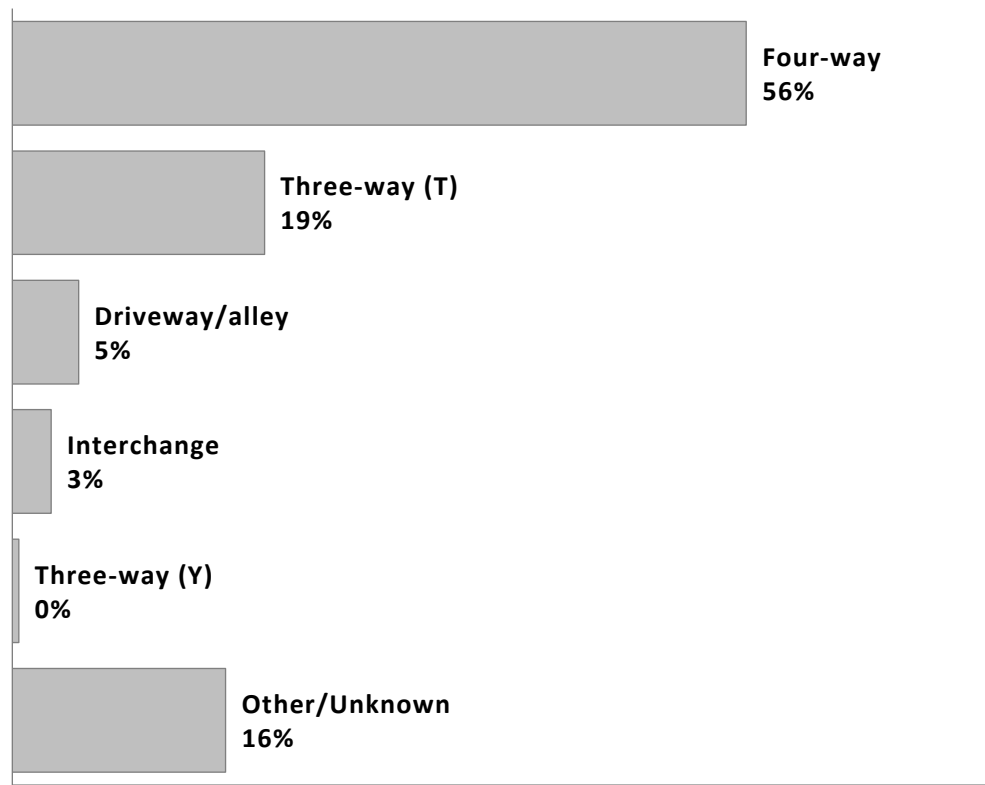 Four-way
56%
Three-way (T)
19%
Driveway/alley
5%
Interchange
3%
Three-way (Y)
0%
Other/Unknown
16%